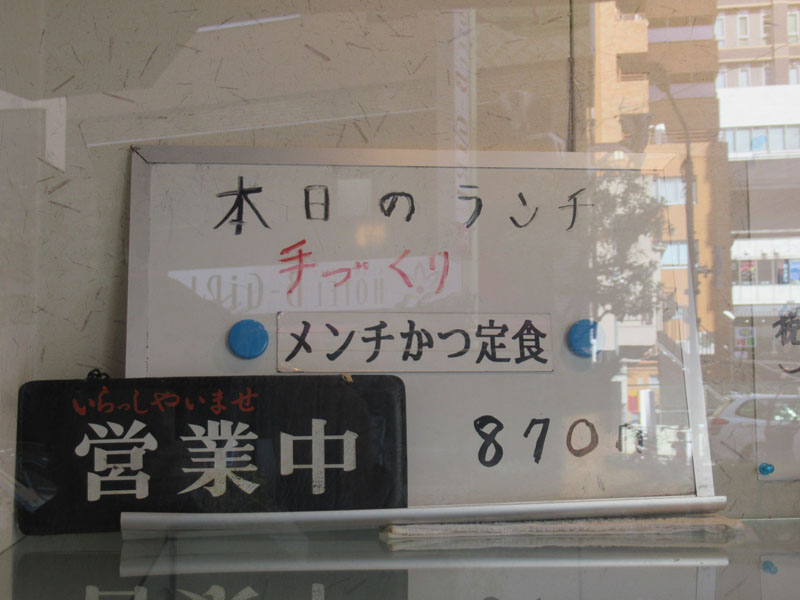 本日のランチ
手づくり
メンチかつ定食
870円
いらっしゃいませ
営業中